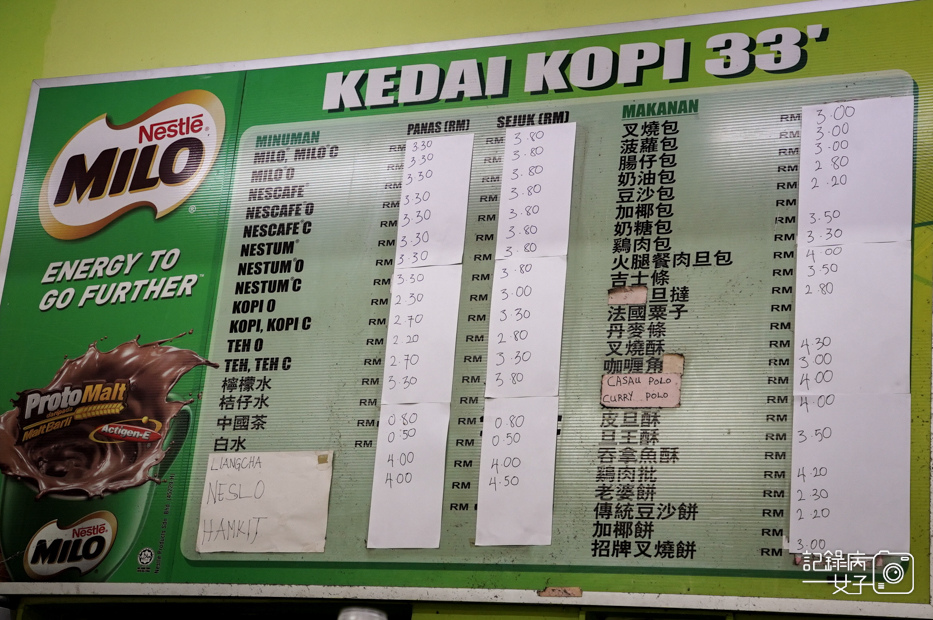 KEDAI KOPI 33'
Nestlé
MILO
ENERGY TO
GO FURTHER
ProtoMalt
daripada
Malt Barli
Actigen-E
Nestlé
MILO
MINUMAN
MILO, MILO C
MILO O
NESCAFE
NESCAFE O
NESCAFE C
NESTUM
NESTUM O
NESTUM C
KOPI O
KOPI, KOPI C
TEH O
TEH, TEH C
檸檬水
桔仔水
中國茶
白水
LIANGCHA
NESLO
HAMKIT
PANAS (RM)
RM 3.30
RM 3.30
RM 3.30
RM 3.30
RM 3.30
RM 3.30
RM 3.30
RM 3.30
RM 2.30
RM 2.70
RM 2.20
RM 2.70
RM 3.30
RM 0.80
RM 0.50
4.00
4.00
SEJUK (RM)
RM 3.80
RM 3.80
RM 3.80
RM 3.80
RM 3.80
RM 3.80
RM 3.80
RM 3.80
RM 3.00
RM 3.30
RM 2.80
RM 3.30
RM 3.80
RM 0.80
RM 0.50
RM 4.00
RM 4.50
RM
MAKANAN
叉燒包
菠蘿包
腸仔包
奶油包
豆沙包
加椰包
奶糖包
鷄肉包
火腿餐肉旦包
吉士條
旦撻
法國粟子
丹麥條
叉燒酥
咖喱角
CASAU POLO
CURRY POLO
皮旦酥
旦王酥
吞拿魚酥
鷄肉批
老婆餅
傳統豆沙餅
加椰餅
招牌叉燒餅
RM 3.00
RM 3.00
RM 3.00
RM 2.80
RM 2.20
RM
RM 3.50
RM 3.30
RM 4.00
RM 3.50
RM 2.80
RM
RM
RM 4.30
RM 3.00
RM 4.00
RM 4.00
RM
RM 3.50
RM
RM 4.20
RM 2.30
RM 2.20
RM
RM 3.00
記錄病
女子